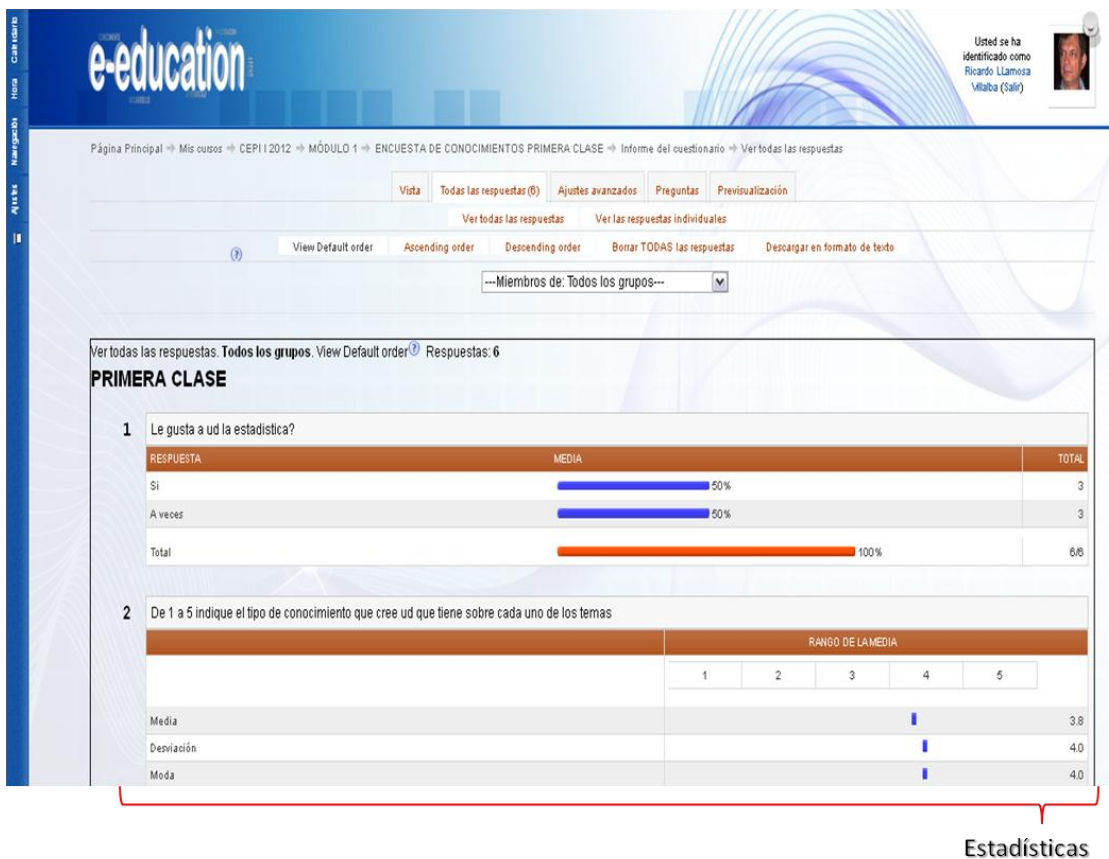 Calendario
Hora
Navegación
Ajustes
e-education
Usted se ha
identificado como
Ricardo LLamosa
Villalba (Salir)
Página Principal ➔ Mis cursos ➔ CEPI I 2012 ➔ MÓDULO 1 ➔ ENCUESTA DE CONOCIMIENTOS PRIMERA CLASE ➔ Informe del cuestionario ➔ Ver todas las respuestas
Vista Todas las respuestas (6) Ajustes avanzados Preguntas Previsualización
Ver todas las respuestas Ver las respuestas individuales
View Default order Ascending order Descending order Borrar TODAS las respuestas Descargar en formato de texto
---Miembros de: Todos los grupos---
Ver todas las respuestas. Todos los grupos. View Default order Respuestas: 6
PRIMERA CLASE
1 Le gusta a ud la estadistica?
RESPUESTA MEDIA TOTAL
Si 50% 3
A veces 50% 3
Total 100% 6/6
2 De 1 a 5 indique el tipo de conocimiento que cree ud que tiene sobre cada uno de los temas
RANGO DE LA MEDIA
1 2 3 4 5
Media 3.8
Desviación 4.0
Moda 4.0
Estadísticas